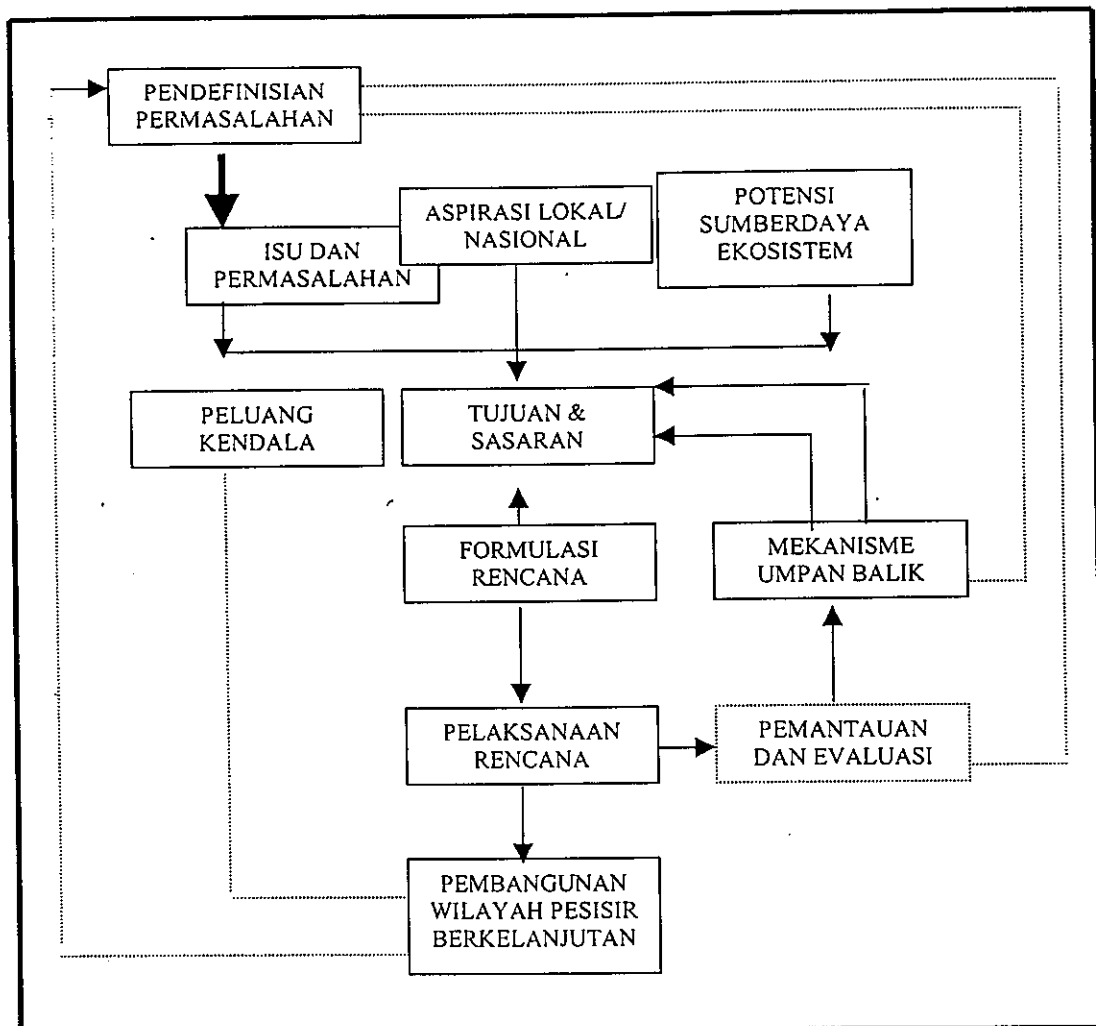 PENDEFINISIAN
PERMASALAHAN
ISU DAN
PERMASALAHAN
ASPIRASI LOKAL/
NASIONAL
POTENSI
SUMBERDAYA
EKOSISTEM
PELUANG
KENDALA
TUJUAN &
SASARAN
FORMULASI
RENCANA
MEKANISME
UMPAN BALIK
PELAKSANAAN
RENCANA
PEMANTAUAN
DAN EVALUASI
PEMBANGUNAN
WILAYAH PESISIR
BERKELANJUTAN